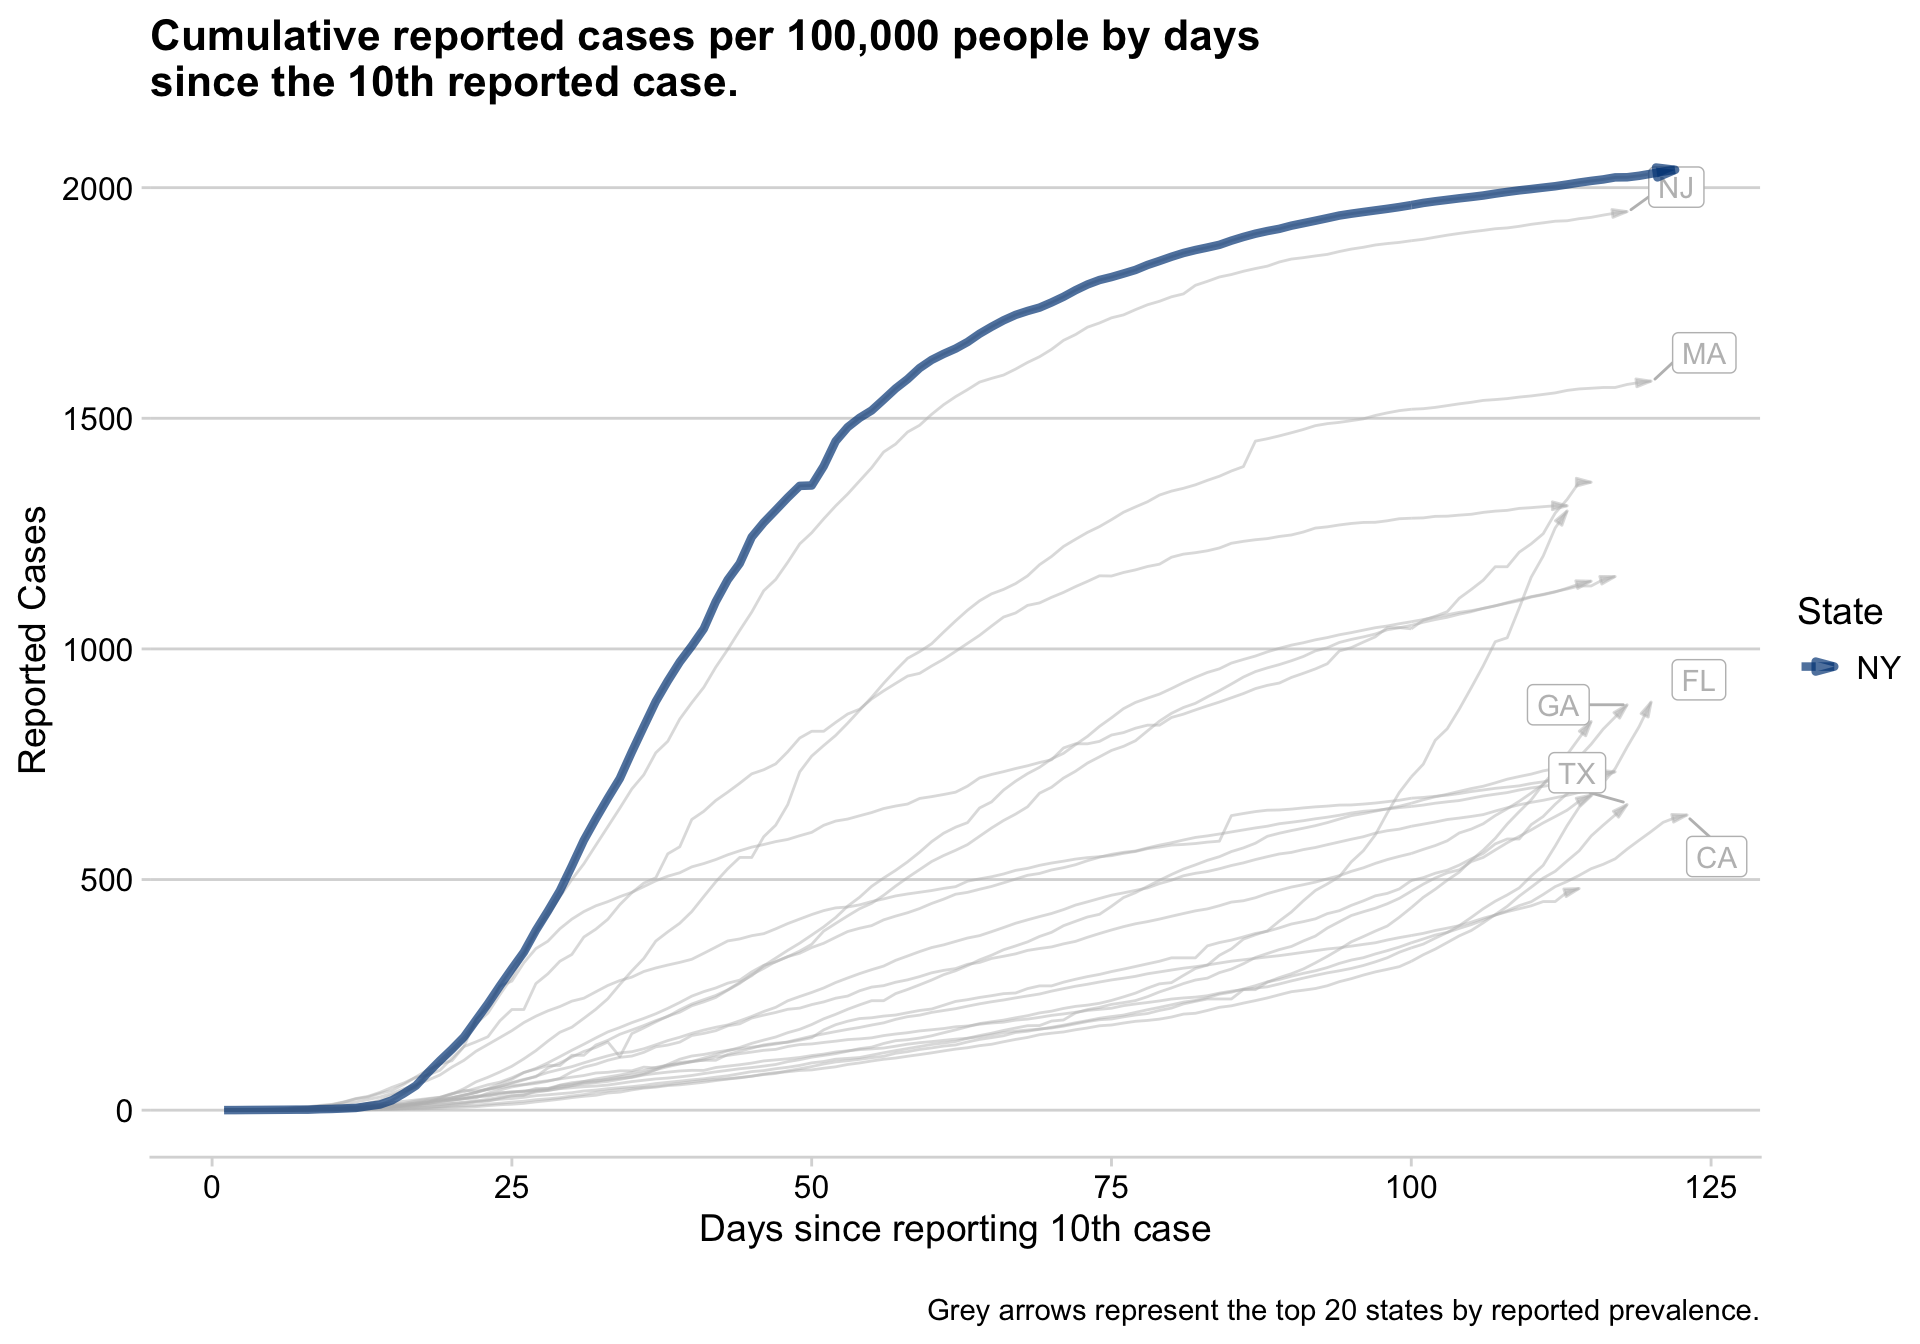 Cumulative reported cases per 100,000 people by days
since the 10th reported case.
2000
1500
1000
500
0
Reported Cases
NJ
MA
FL
GA
TX
CA
State
NY
0 25 50 75 100 125
Days since reporting 10th case
Grey arrows represent the top 20 states by reported prevalence.